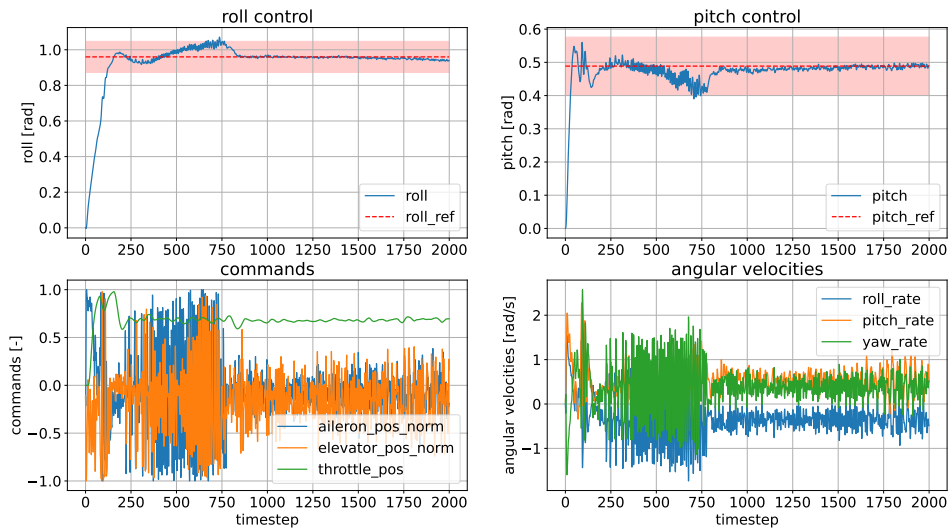 roll control
1.0
0.8
0.6
0.4
0.2
0.0
roll [rad]
roll
roll_ref
0 250 500 750 1000 1250 1500 1750 2000
pitch control
0.6
0.5
0.4
0.3
0.2
0.1
0.0
pitch [rad]
pitch
pitch_ref
0 250 500 750 1000 1250 1500 1750 2000
commands
1.0
0.5
0.0
−0.5
−1.0
commands [-]
aileron_pos_norm
elevator_pos_norm
throttle_pos
0 250 500 750 1000 1250 1500 1750 2000
timestep
angular velocities
2
1
0
−1
angular velocities [rad/s]
roll_rate
pitch_rate
yaw_rate
0 250 500 750 1000 1250 1500 1750 2000
timestep